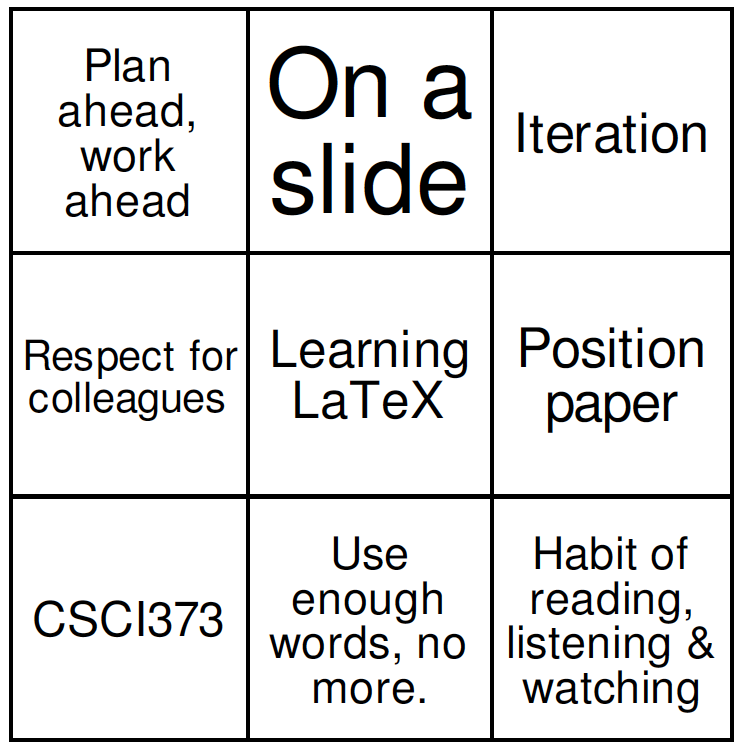 Plan
ahead,
work
ahead
On a
slide
Iteration
Respect for
colleagues
Learning
LaTeX
Position
paper
CSCI373
Use
enough
words, no
more.
Habit of
reading,
listening &
watching